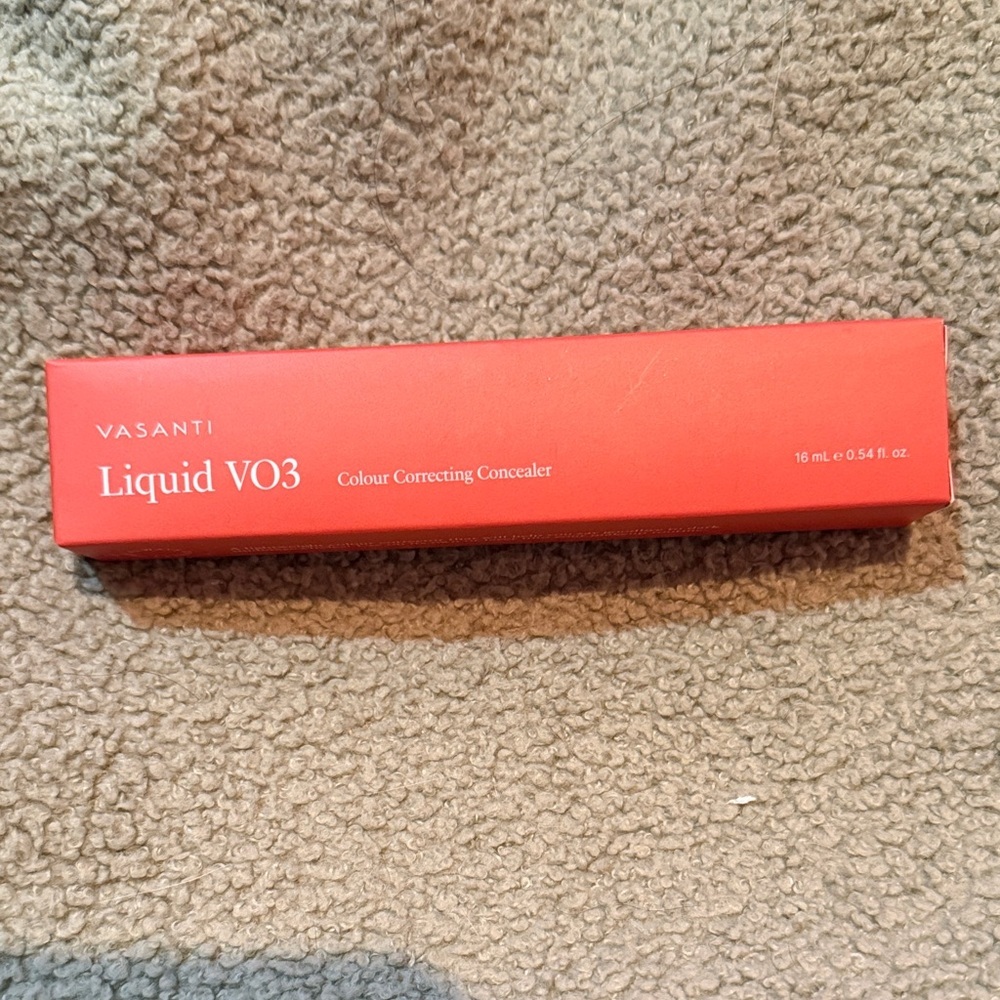 VASANTI
Liquid VO3 Colour Correcting Concealer
16 mL e 0.54 fl. oz.